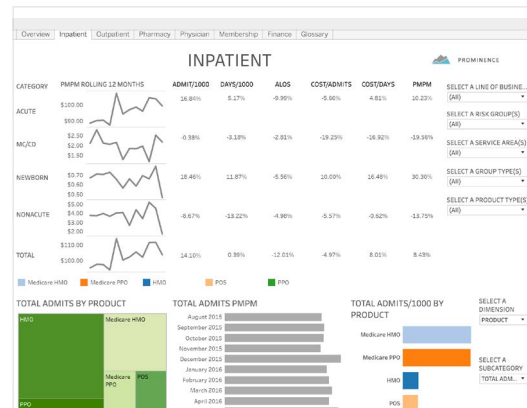 Overview Inpatient Outpatient Pharmacy Physician Membership Finance Glossary
INPATIENT
PROMINENCE
CATEGORY PMPM ROLLING 12 MONTHS ADMIT/1000 DAYS/1000 ALOS COST/ADMITS COST/DAYS PMPM
SELECT A LINE OF BUSINE...
(All)
SELECT A RISK GROUP(S)
(All)
SELECT A SERVICE AREA(S)
(All)
SELECT A GROUP TYPE(S)
(All)
SELECT A PRODUCT TYPE(S)
(All)
ACUTE $100.00 $90.00 16.84% 5.17% -9.99% -5.66% 4.81% 10.23%
MC/CD $2.50 $2.00 $1.50 -0.38% -3.18% -2.81% -19.25% -16.92% -19.56%
NEWBORN $0.70 $0.60 $0.50 18.46% 11.87% -5.56% 10.00% 16.48% 30.30%
NONACUTE $5.00 $4.00 $3.00 $2.00 -8.67% -13.22% -4.98% -5.57% -0.62% -13.75%
TOTAL $110.00 $100.00 14.10% 0.39% -12.01% -4.97% 8.01% 8.43%
Medicare HMO Medicare PPO HMO POS PPO
TOTAL ADMITS BY PRODUCT
HMO
Medicare HMO
Medicare PPO
POS
PPO
TOTAL ADMITS PMPM
August 2015
September 2015
October 2015
November 2015
December 2015
January 2016
February 2016
March 2016
April 2016
TOTAL ADMITS/1000 BY
PRODUCT
Medicare HMO
Medicare PPO
HMO
POS
SELECT A
DIMENSION
PRODUCT
SELECT A
SUBCATEGORY
TOTAL ADM...